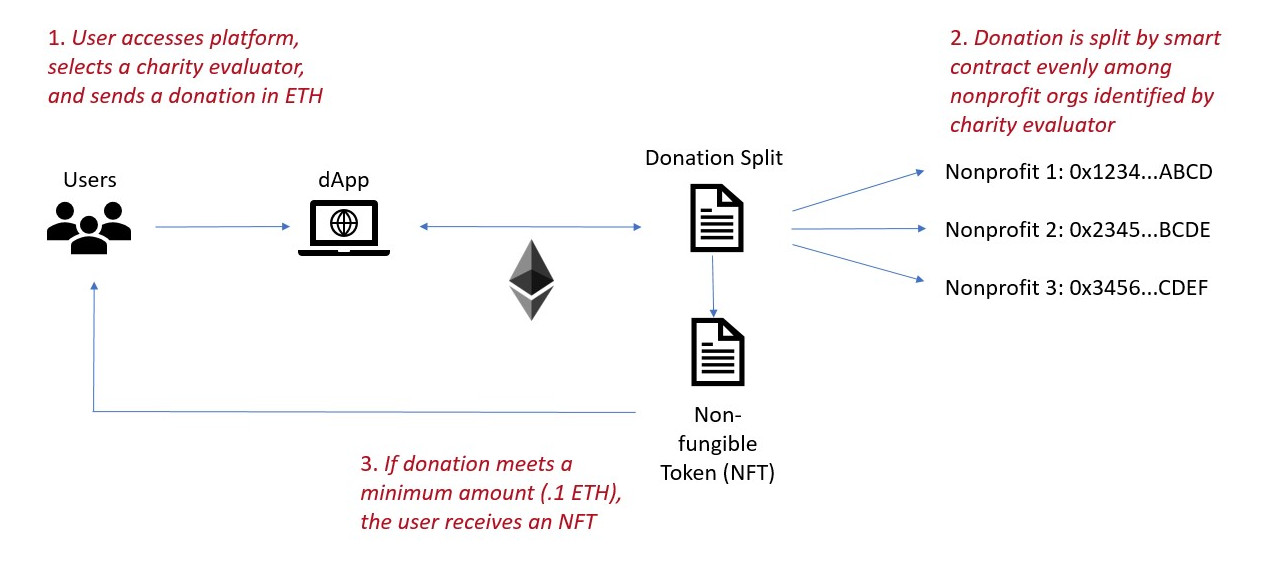 1. User accesses platform,
selects a charity evaluator,
and sends a donation in ETH
2. Donation is split by smart
contract evenly among
nonprofit orgs identified by
charity evaluator
Users
dApp
Donation Split
Nonprofit 1: 0x1234...ABCD
Nonprofit 2: 0x2345...BCDE
Nonprofit 3: 0x3456...CDEF
Non-
fungible
Token (NFT)
3. If donation meets a
minimum amount (.1 ETH),
the user receives an NFT